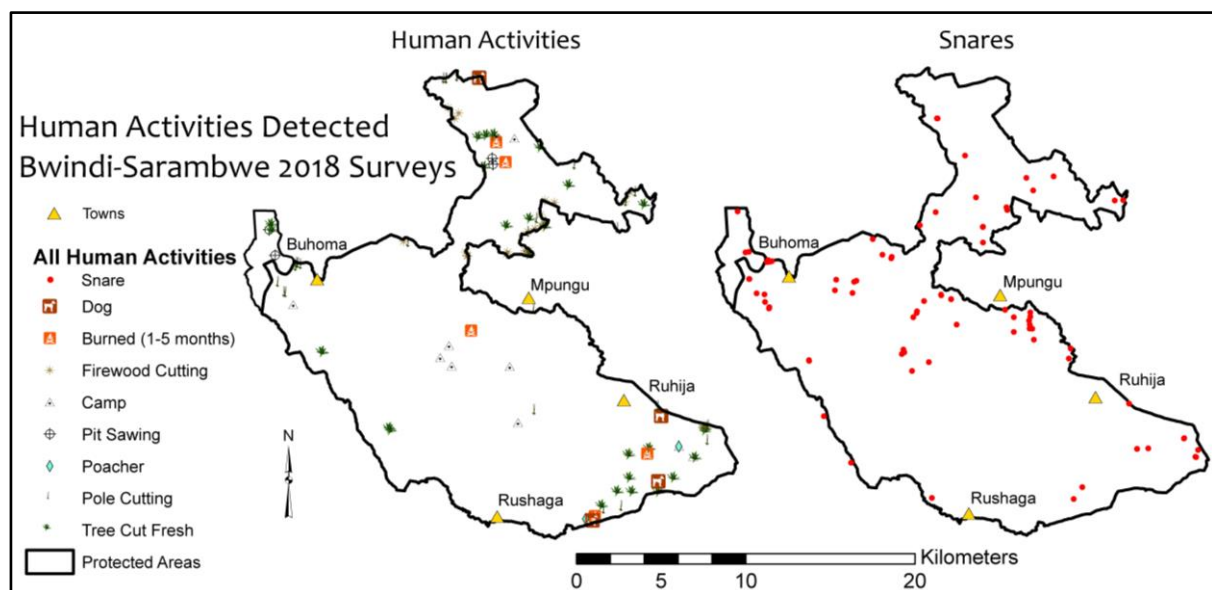 Human Activities
Snares
Human Activities Detected
Bwindi-Sarambwe 2018 Surveys
Towns
All Human Activities
Snare
Dog
Burned (1-5 months)
Firewood Cutting
Camp
Pit Sawing
Poacher
Pole Cutting
Tree Cut Fresh
Protected Areas
N
Buhoma
Mpungu
Ruhija
Rushaga
Buhoma
Mpungu
Ruhija
Rushaga
Kilometers
0 5 10 20